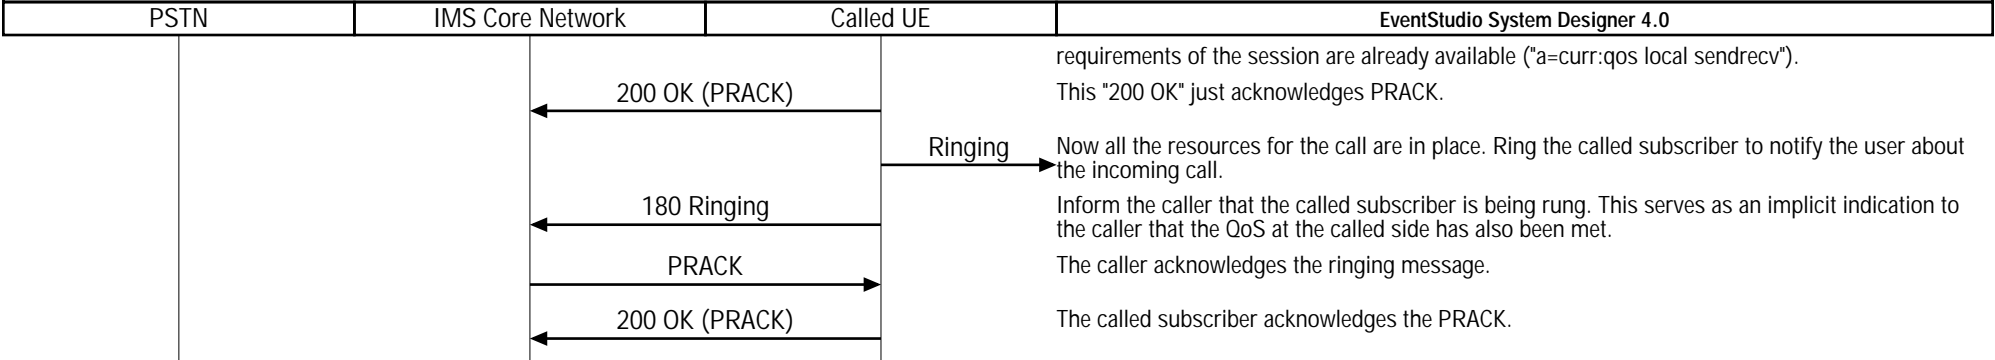 PSTN IMS Core Network Called UE EventStudio System Designer 4.0
requirements of the session are already available ("a=curr:qos local sendrecv").
200 OK (PRACK) This "200 OK" just acknowledges PRACK.
Ringing Now all the resources for the call are in place. Ring the called subscriber to notify the user about
the incoming call.
180 Ringing Inform the caller that the called subscriber is being rung. This serves as an implicit indication to
the caller that the QoS at the called side has also been met.
PRACK The caller acknowledges the ringing message.
200 OK (PRACK) The called subscriber acknowledges the PRACK.